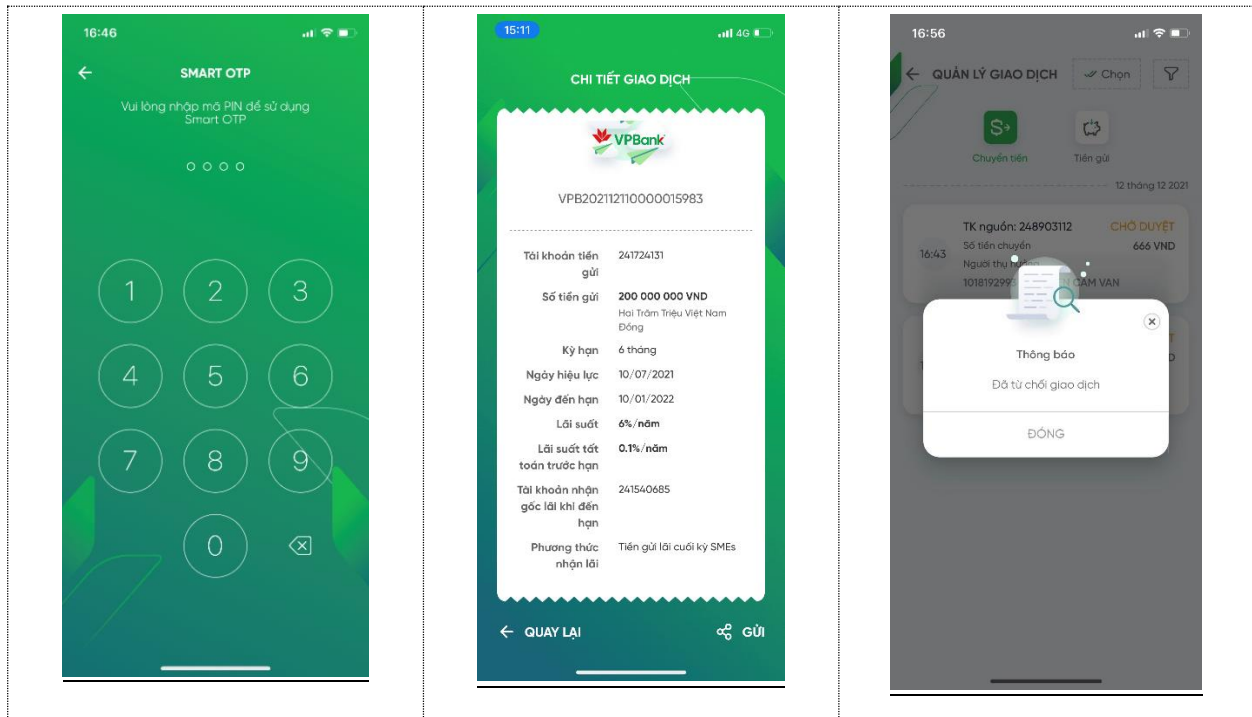 16:46
SMART OTP
Vui lòng nhập mã PIN để sử dụng
Smart OTP
1 2 3
4 5 6
7 8 9
0
15:11
4G
CHI TIẾT GIAO DỊCH
VPBank
VPB202112110000015983
Tài khoản tiền gửi 241724131
Số tiền gửi 200 000 000 VND
Hai Trăm Triệu Việt Nam
Đồng
Kỳ hạn 6 tháng
Ngày hiệu lực 10/07/2021
Ngày đến hạn 10/01/2022
Lãi suất 6%/năm
Lãi suất tất
toán trước hạn
0.1%/năm
Tài khoản nhận
gốc lãi khi đến
hạn
241540685
Phương thức
nhận lãi
Tiền gửi lãi cuối kỳ SMEs
QUAY LẠI
GỬI
16:56
QUẢN LÝ GIAO DỊCH
Chọn
Chuyển tiền
Tiền gửi
12 tháng 12 2021
TK nguồn: 248903112
CHỜ DUYỆT
16:43
Số tiền chuyển
666 VND
Người thụ hưởng
1018192993
CAM VAN
Thông báo
Đã từ chối giao dịch
ĐÓNG